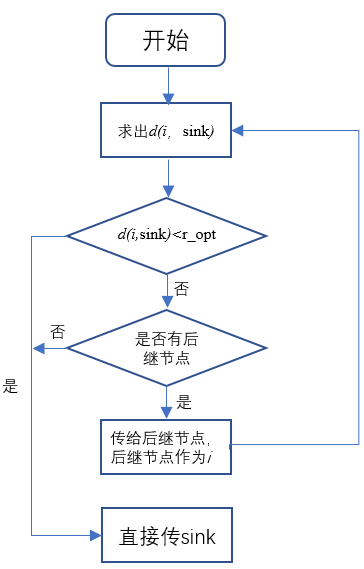 开始
求出d(i，sink)
d(i,sink)<r_opt
否
是否有后
继节点
否
是
是
传给后继节点，
后继节点作为i
直接传sink